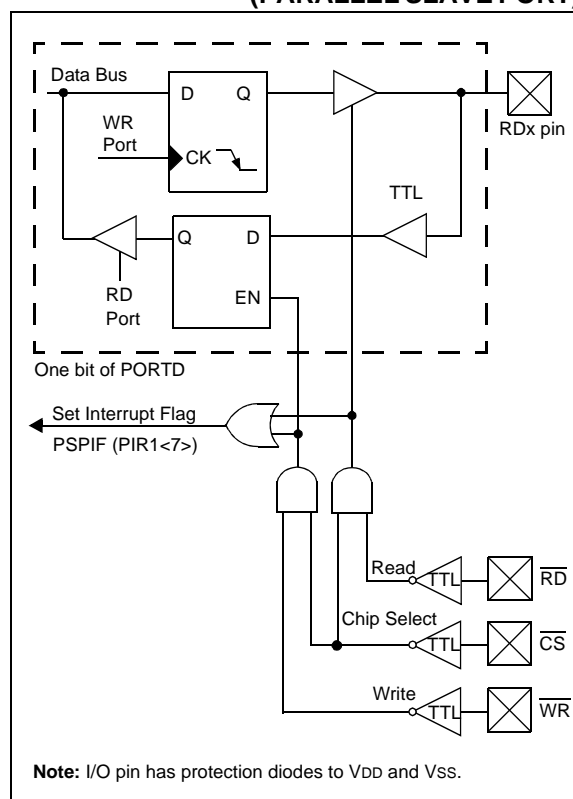 (PARALLEL SLAVE PORT)
Data Bus
D Q
WR
Port
CK
RDx pin
TTL
Q D
EN
RD
Port
One bit of PORTD
Set Interrupt Flag
PSPIF (PIR1<7>)
Read
TTL
RD
Chip Select
TTL
CS
Write
TTL
WR
Note: I/O pin has protection diodes to VDD and VSS.